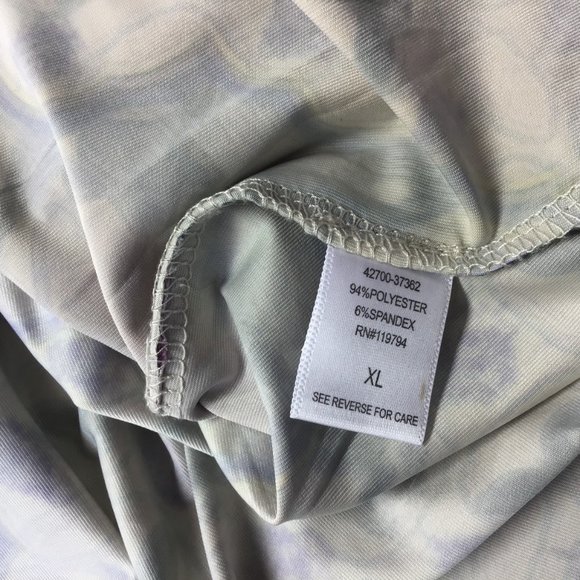 42700-37362
94%POLYESTER
6%SPANDEX
RN#119794
XL
SEE REVERSE FOR CARE